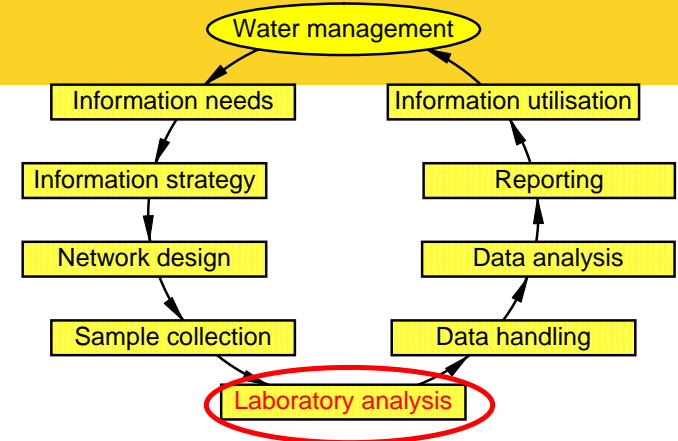 Water management
Information needs
Information utilisation
Information strategy
Reporting
Network design
Data analysis
Sample collection
Data handling
Laboratory analysis